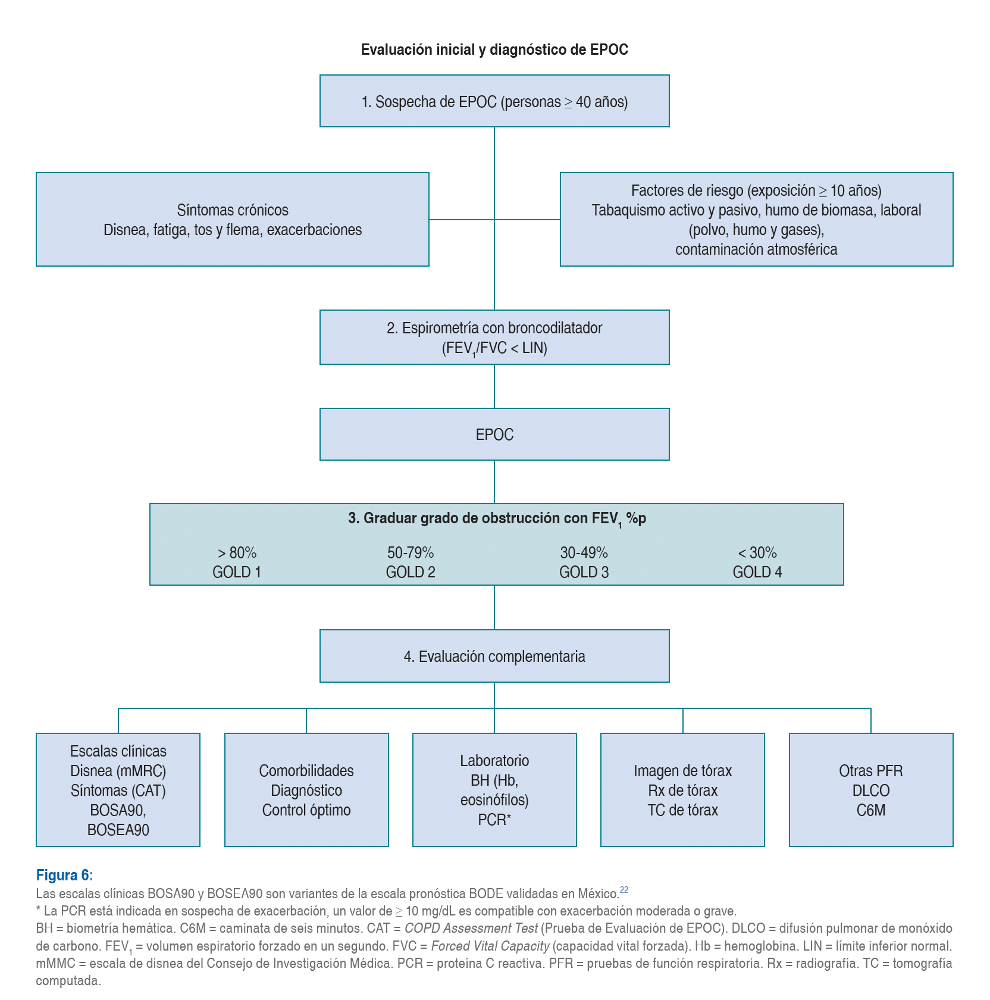 Evaluación inicial y diagnóstico de EPOC
1. Sospecha de EPOC (personas ≥ 40 años)
Síntomas crónicos
Disnea, fatiga, tos y flema, exacerbaciones
Factores de riesgo (exposición ≥ 10 años)
Tabaquismo activo y pasivo, humo de biomasa, laboral
(polvo, humo y gases),
contaminación atmosférica
2. Espirometría con broncodilatador
(FEV1/FVC < LIN)
EPOC
3. Graduar grado de obstrucción con FEV1 %p
> 80%
GOLD 1
50-79%
GOLD 2
30-49%
GOLD 3
< 30%
GOLD 4
4. Evaluación complementaria
Escalas clínicas
Disnea (mMRC)
Síntomas (CAT)
BOSA90,
BOSEA90
Comorbilidades
Diagnóstico
Control óptimo
Laboratorio
BH (Hb,
eosinófilos)
PCR*
Imagen de tórax
Rx de tórax
TC de tórax
Otras PFR
DLCO
C6M
Figura 6:
Las escalas clínicas BOSA90 y BOSEA90 son variantes de la escala pronóstica BODE validadas en México.22
* La PCR está indicada en sospecha de exacerbación, un valor de ≥ 10 mg/dL es compatible con exacerbación moderada o grave.
BH = biometría hemática. C6M = caminata de seis minutos. CAT = COPD Assessment Test (Prueba de Evaluación de EPOC). DLCO = difusión pulmonar de monóxido
de carbono. FEV1 = volumen espiratorio forzado en un segundo. FVC = Forced Vital Capacity (capacidad vital forzada). Hb = hemoglobina. LIN = límite inferior normal.
mMMC = escala de disnea del Consejo de Investigación Médica. PCR = proteína C reactiva. PFR = pruebas de función respiratoria. Rx = radiografía. TC = tomografía
computada.